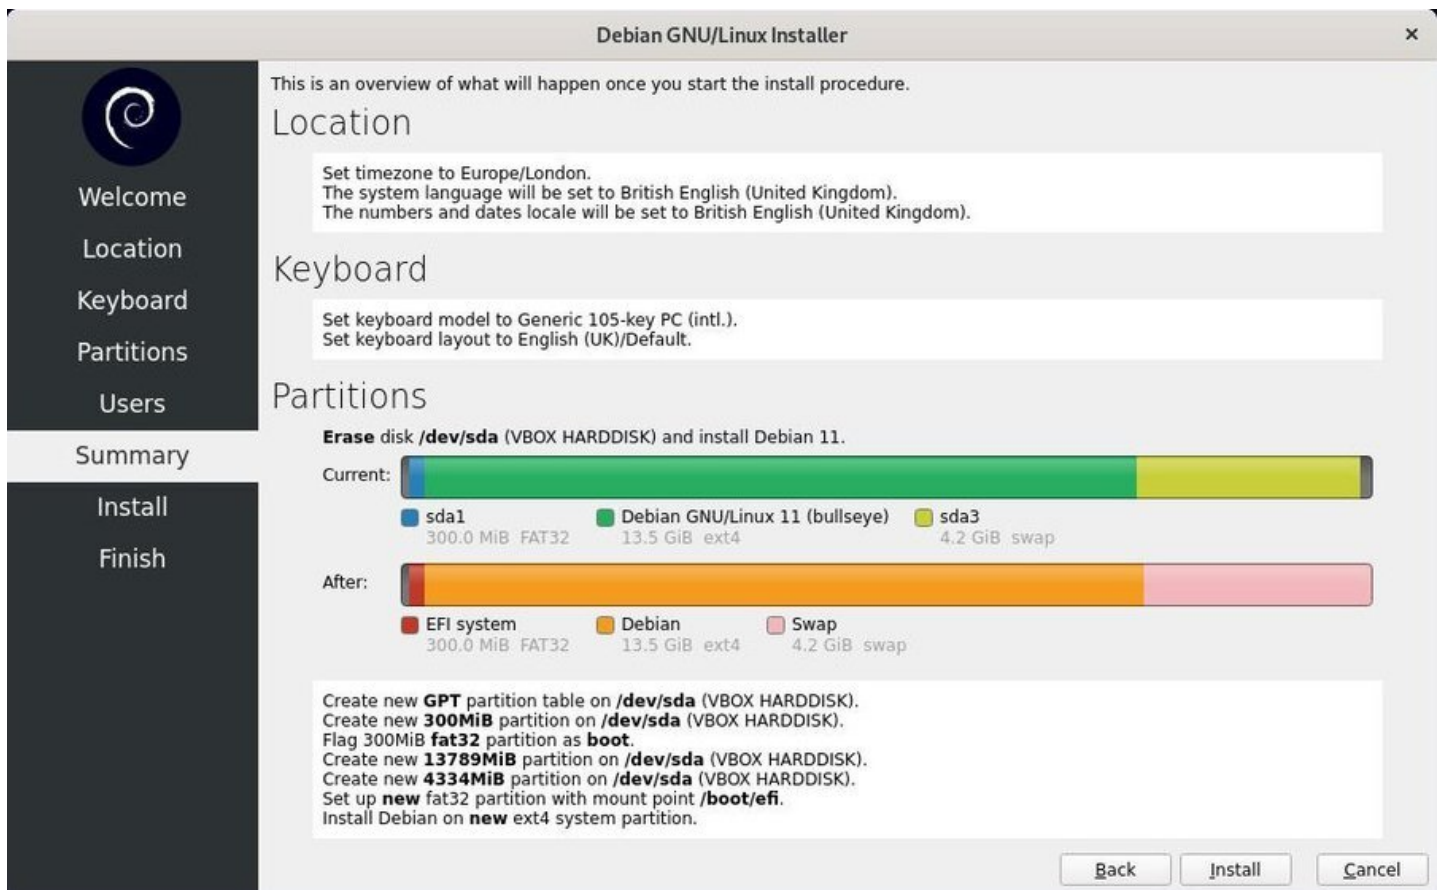 Debian GNU/Linux Installer
×
Welcome
Location
Keyboard
Partitions
Users
Summary
Install
Finish
This is an overview of what will happen once you start the install procedure.
Location
Set timezone to Europe/London.
The system language will be set to British English (United Kingdom).
The numbers and dates locale will be set to British English (United Kingdom).
Keyboard
Set keyboard model to Generic 105-key PC (intl.).
Set keyboard layout to English (UK)/Default.
Partitions
Erase disk /dev/sda (VBOX HARDDISK) and install Debian 11.
Current:
sda1 Debian GNU/Linux 11 (bullseye) sda3
300.0 MiB FAT32 13.5 GiB ext4 4.2 GiB swap
After:
EFI system Debian Swap
300.0 MiB FAT32 13.5 GiB ext4 4.2 GiB swap
Create new GPT partition table on /dev/sda (VBOX HARDDISK).
Create new 300MiB partition on /dev/sda (VBOX HARDDISK).
Flag 300MiB fat32 partition as boot.
Create new 13789MiB partition on /dev/sda (VBOX HARDDISK).
Create new 4334MiB partition on /dev/sda (VBOX HARDDISK).
Set up new fat32 partition with mount point /boot/efi.
Install Debian on new ext4 system partition.
Back Install Cancel